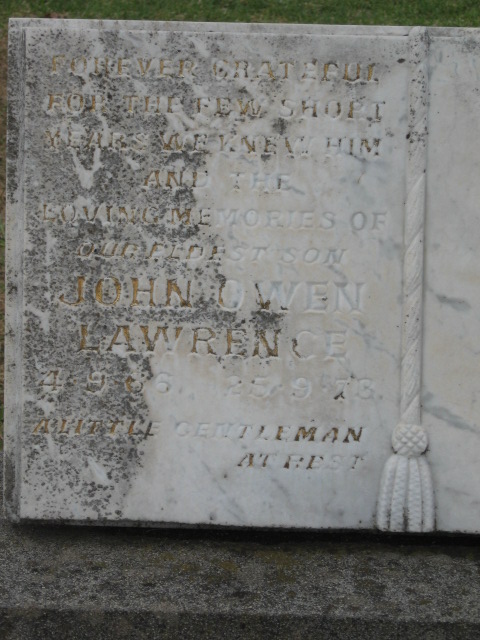 FOREVER GRATEFUL
FOR THE FEW SHORT
YEARS WE KNEW HIM
AND THE
LOVING MEMORIES OF
OUR ELDEST SON
JOHN OWEN
LAWRENCE
4.9.66. 25.9.73.
A LITTLE GENTLEMAN
AT REST